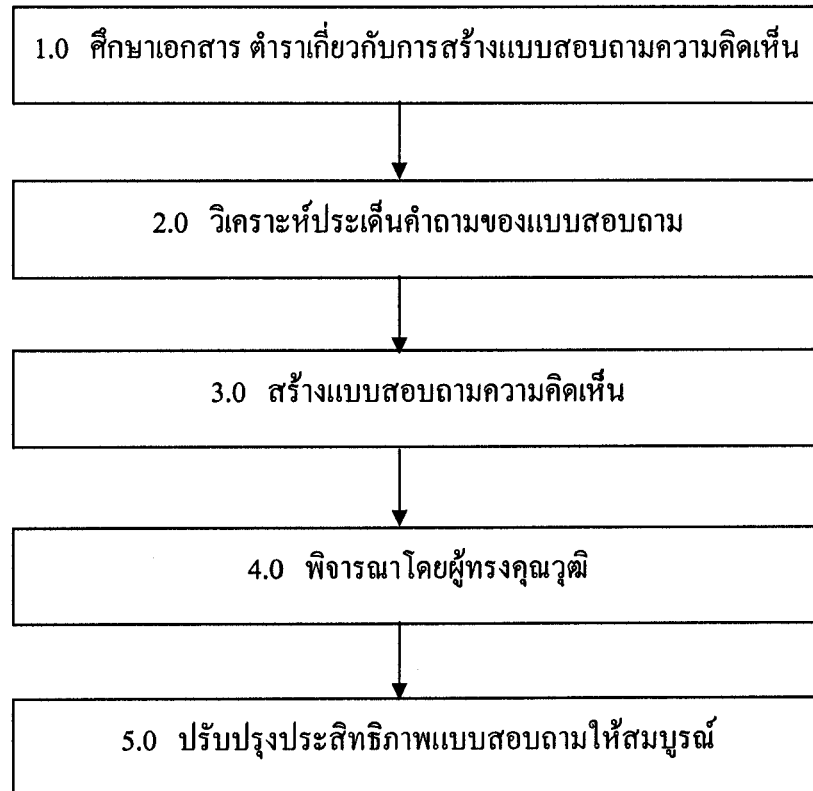 1.0 ศึกษาเอกสาร ตำราเกี่ยวกับการสร้างแบบสอบถามความคิดเห็น
2.0 วิเคราะห์ประเด็นคำถามของแบบสอบถาม
3.0 สร้างแบบสอบถามความคิดเห็น
4.0 พิจารณาโดยผู้ทรงคุณวุฒิ
5.0 ปรับปรุงประสิทธิภาพแบบสอบถามให้สมบูรณ์